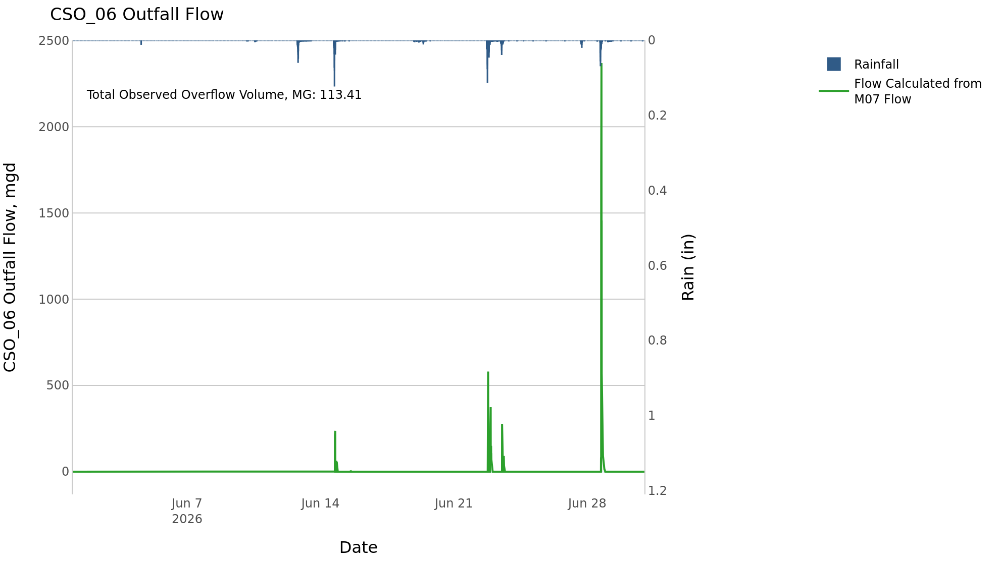 CSO_06 Outfall Flow
2500
2000
1500
1000
500
0
CSO_06 Outfall Flow, mgd
Total Observed Overflow Volume, MG: 113.41
0
0.2
0.4
0.6
0.8
1
1.2
Rain (in)
Jun 7
2026
Jun 14
Jun 21
Jun 28
Date
Rainfall
Flow Calculated from
M07 Flow